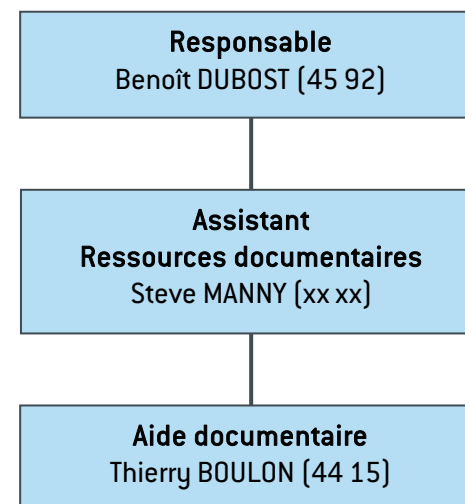 Responsable
Benoît DUBOST (45 92)
Assistant
Ressources documentaires
Steve MANNY (xx xx)
Aide documentaire
Thierry BOULON (44 15)